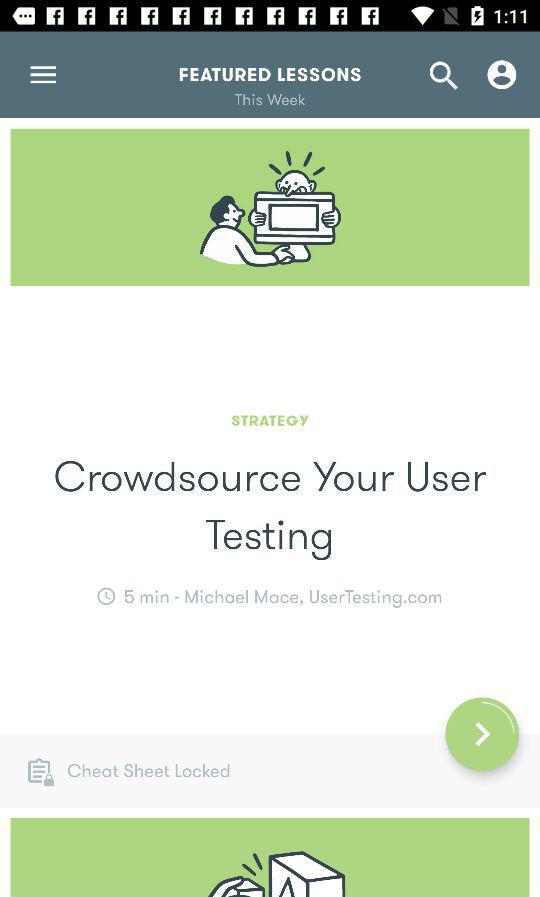 1:11
FEATURED LESSONS
This Week
STRATEGY
Crowdsource Your User
Testing
5 min - Michael Mace, UserTesting.com
Cheat Sheet Locked